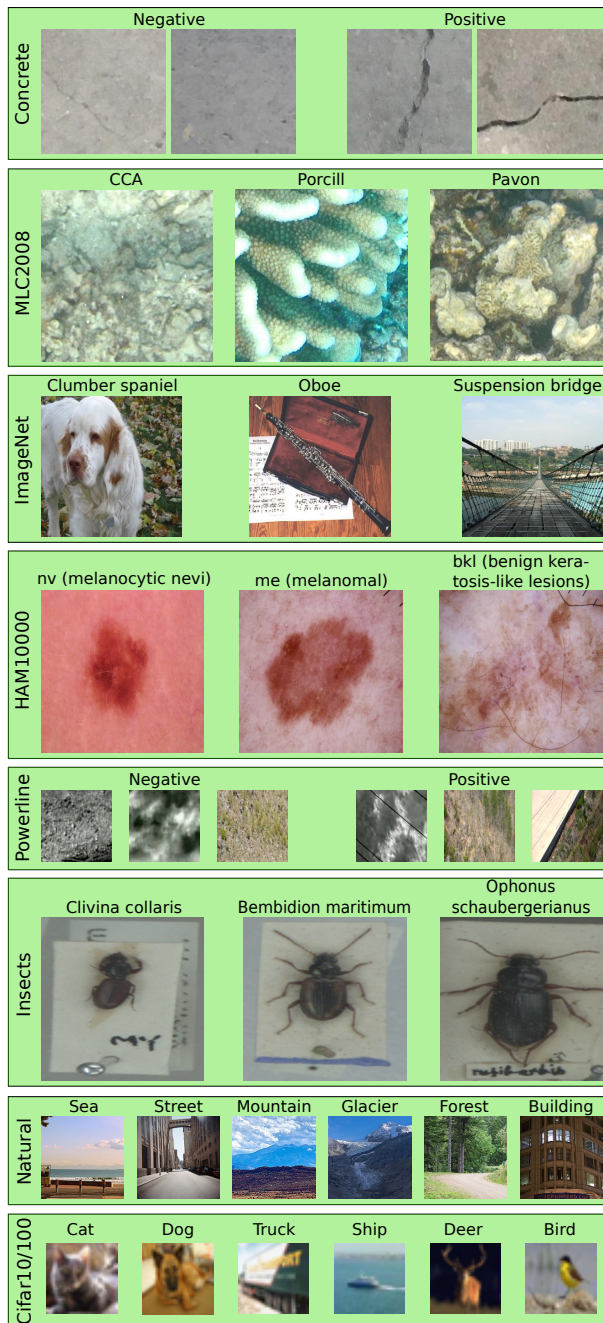 Negative
Positive
Concrete
CCA
Porcill
Pavon
MLC2008
Clumber spaniel
Oboe
Suspension bridge
ImageNet
nv (melanocytic nevi)
me (melanomal)
bkl (benign kera-
tosis-like lesions)
HAM10000
Negative
Positive
Powerline
Clivina collaris
Bembidion maritimum
Ophonus
schaubergerianus
Insects
Sea
Street
Mountain
Glacier
Forest
Building
Natural
Cat
Dog
Truck
Ship
Deer
Bird
Cifar10/100